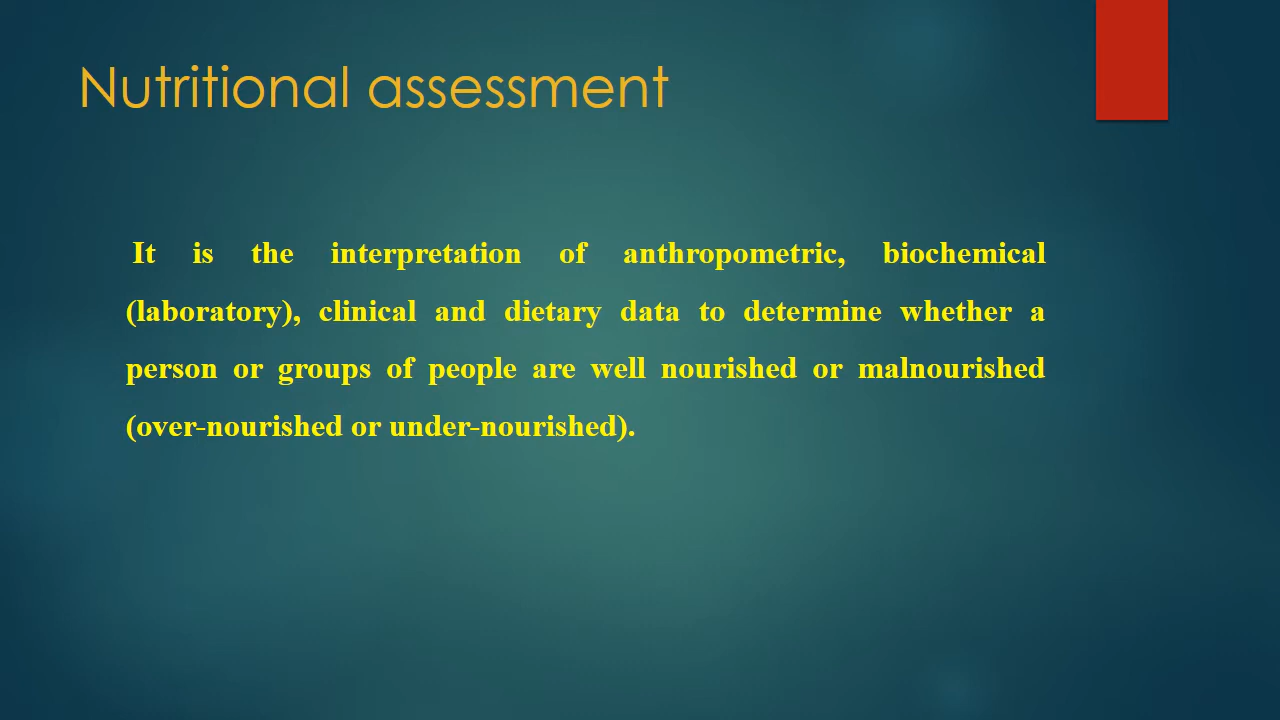 Nutritional assessment
It is the interpretation of anthropometric, biochemical
(laboratory), clinical and dietary data to determine whether a
person or groups of people are well nourished or malnourished
(over-nourished or under-nourished).